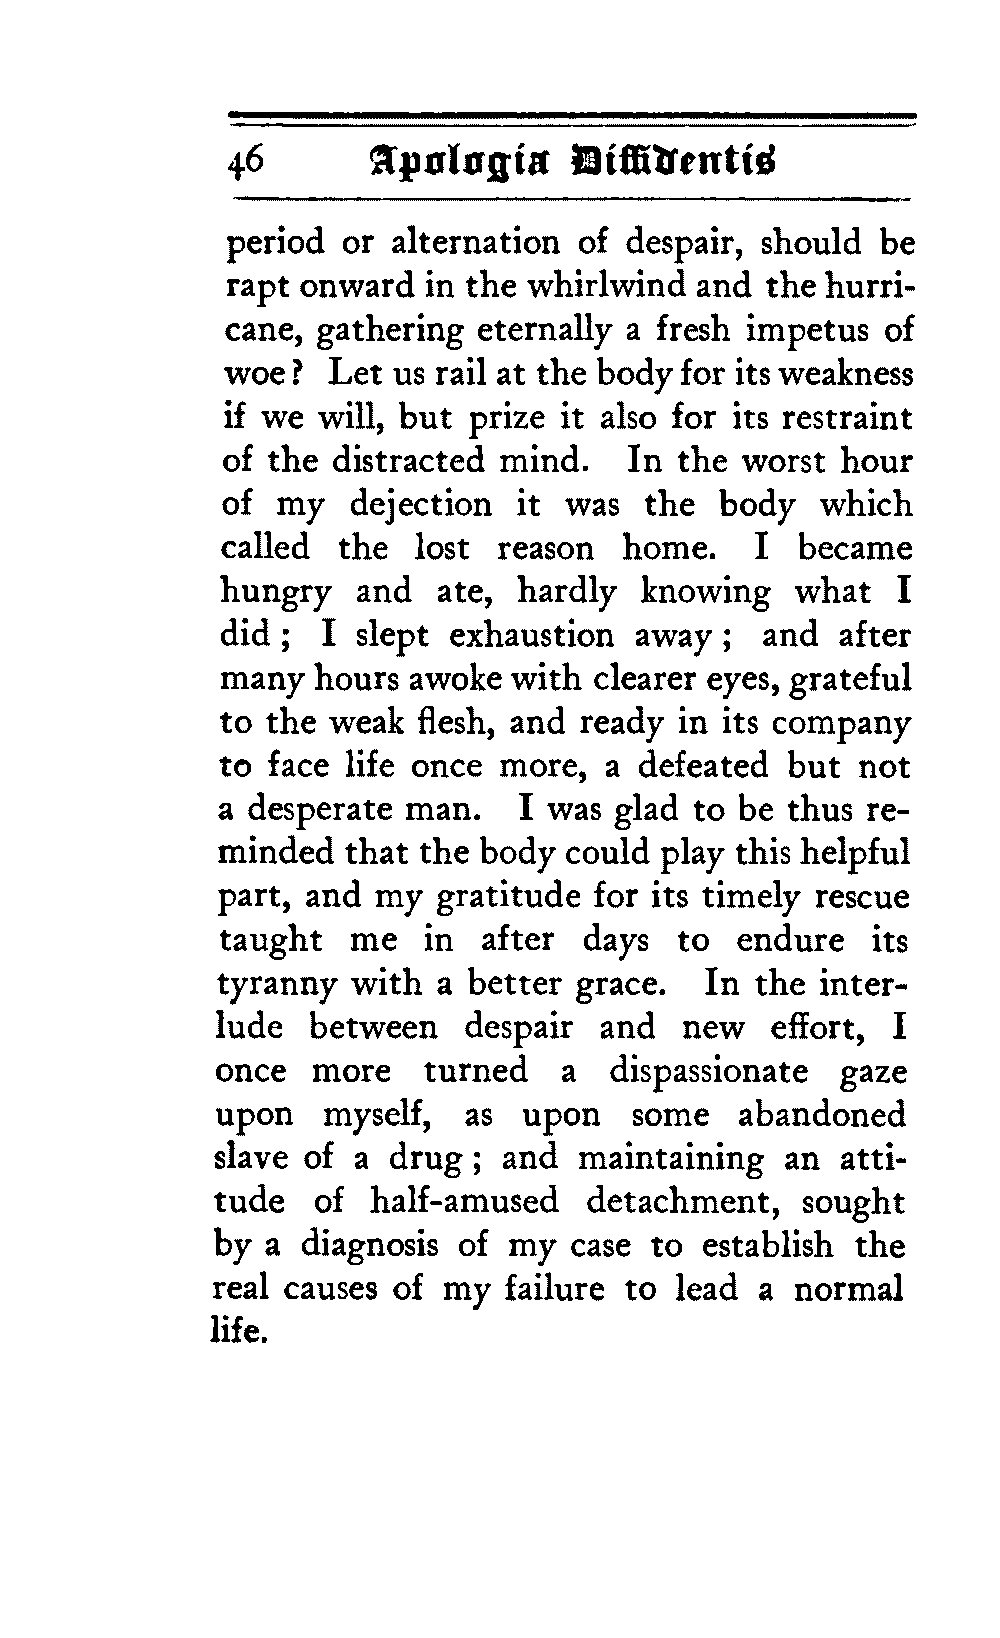 46 Apologia Diffidentis
period or alternation of despair, should be
rapt onward in the whirlwind and the hurri-
cane, gathering eternally a fresh impetus of
woe? Let us rail at the body for its weakness
if we will, but prize it also for its restraint
of the distracted mind. In the worst hour
of my dejection it was the body which
called the lost reason home. I became
hungry and ate, hardly knowing what I
did; I slept exhaustion away; and after
many hours awoke with clearer eyes, grateful
to the weak flesh, and ready in its company
to face life once more, a defeated but not
a desperate man. I was glad to be thus re-
minded that the body could play this helpful
part, and my gratitude for its timely rescue
taught me in after days to endure its
tyranny with a better grace. In the inter-
lude between despair and new effort, I
once more turned a dispassionate gaze
upon myself, as upon some abandoned
slave of a drug; and maintaining an atti-
tude of half-amused detachment, sought
by a diagnosis of my case to establish the
real causes of my failure to lead a normal
life.